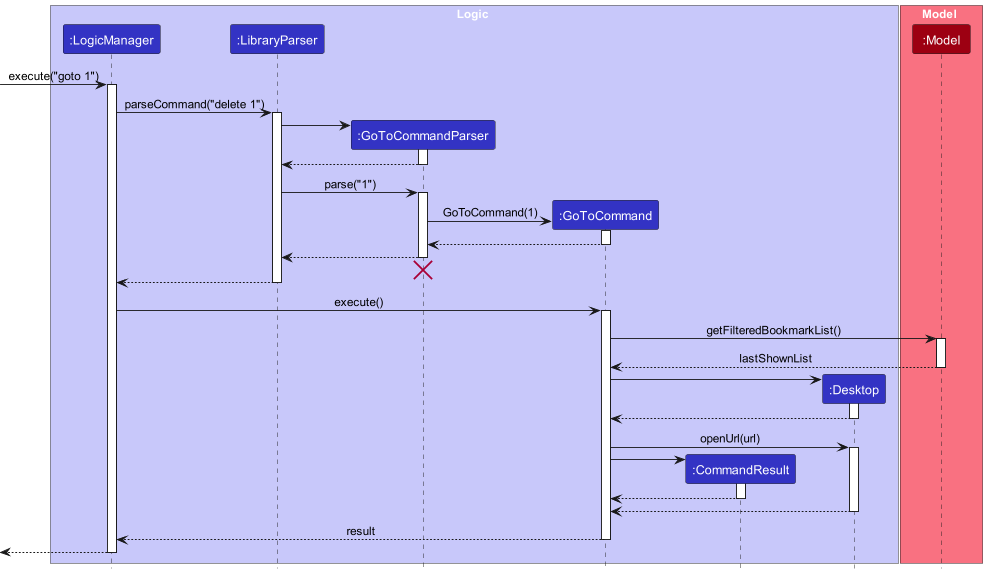 Logic
Model
:LogicManager
:LibraryParser
:Model
execute("goto 1")
parseCommand("delete 1")
:GoToCommandParser
parse("1")
GoToCommand(1)
:GoToCommand
execute()
getFilteredBookmarkList()
lastShownList
:Desktop
openUrl(url)
:CommandResult
result